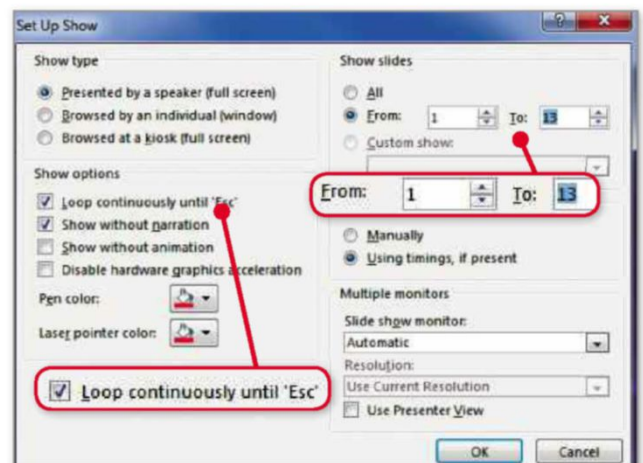 Set Up Show
Show type
Presented by a speaker (full screen)
Browsed by an individual (window)
Browsed at a kiosk (full screen)
Show options
Loop continuously until 'Esc'
Show without narration
Show without animation
Disable hardware graphics acceleration
Pen color:
Laser pointer color:
Loop continuously until 'Esc'
Show slides
All
From: 1 To: 13
Custom show:
From: 1 To: 13
Manually
Using timings, if present
Multiple monitors
Slide show monitor:
Automatic
Resolution:
Use Current Resolution
Use Presenter View
OK Cancel